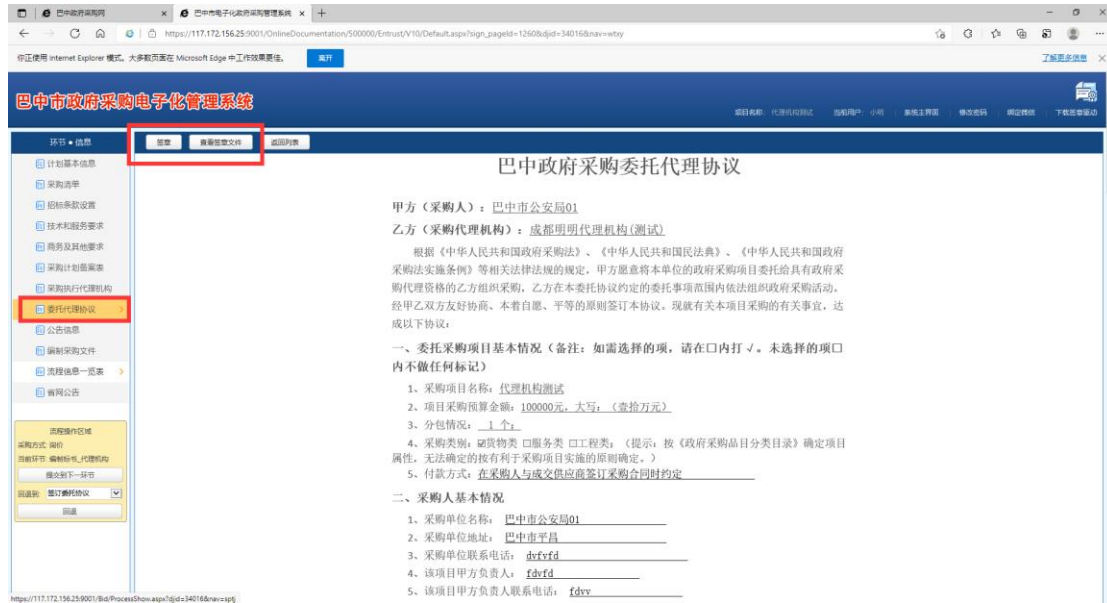 巴中政府采购网
巴中市电子化政府采购管理系统
https://117.172.156.25:9001/OnlineDocumentation/500000/Entrust/V10/Default.aspx?sign_pageId=1260&djid=34016&nav=wtxy
你正使用 Internet Explorer 模式。大多数页面在 Microsoft Edge 中工作效果更佳。
离开
了解更多信息
巴中市政府采购电子化管理系统
项目名称：代理机构测试 当前用户：小明 系统主界面 修改密码 绑定微信 下载签章驱动
环节●信息
签章 查看签章文件 返回列表
计划基本信息
采购清单
招标条款设置
技术和服务要求
商务及其他要求
采购计划备案表
采购执行代理机构
委托代理协议
公告信息
编制采购文件
流程信息一览表
省网公告
流程操作区域
采购方式 询价
当前环节 编制标书_代理机构
提交到下一环节
回退到: 签订委托协议
回退
巴中政府采购委托代理协议
甲方（采购人）：巴中市公安局01
乙方（采购代理机构）：成都明明代理机构(测试)
根据《中华人民共和国政府采购法》、《中华人民共和国民法典》、《中华人民共和国政府
采购法实施条例》等相关法律法规的规定，甲方愿意将本单位的政府采购项目委托给具有政府采
购代理资格的乙方组织采购，乙方在本委托协议约定的委托事项范围内依法组织政府采购活动。
经甲乙双方友好协商、本着自愿、平等的原则签订本协议。现就有关本项目采购的有关事宜，达
成以下协议：
一、委托采购项目基本情况（备注：如需选择的项，请在口内打√。未选择的项口
内不做任何标记）
1、采购项目名称：代理机构测试
2、项目采购预算金额：100000元，大写：（壹拾万元）
3、分包情况： 1 个；
4、采购类别：☑货物类 □服务类 □工程类；（提示：按《政府采购品目分类目录》确定项目
属性，无法确定的按有利于采购项目实施的原则确定。）
5、付款方式：在采购人与成交供应商签订采购合同时约定
二、采购人基本情况
1、采购单位名称： 巴中市公安局01
2、采购单位地址： 巴中市平昌
3、采购单位联系电话： dvfvfd
4、该项目甲方负责人： fdvfd
5、该项目甲方负责人联系电话： fdvv
https://117.172.156.25:9001/Bid/ProcessShow.aspx?djid=34016&nav=sptj